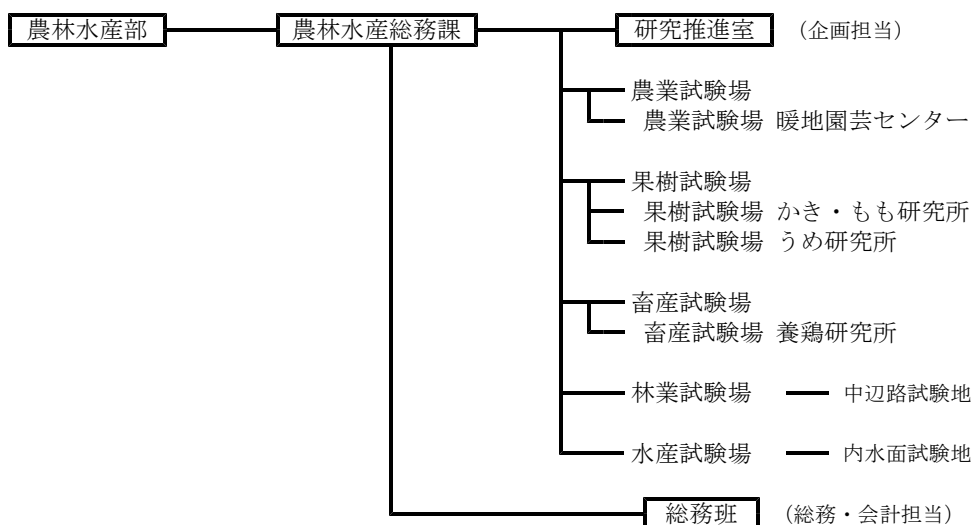 農林水産部 農林水産総務課 研究推進室 (企画担当)
農業試験場
農業試験場 暖地園芸センター
果樹試験場
果樹試験場 かき・もも研究所
果樹試験場 うめ研究所
畜産試験場
畜産試験場 養鶏研究所
林業試験場 中辺路試験地
水産試験場 内水面試験地
総務班 (総務・会計担当)